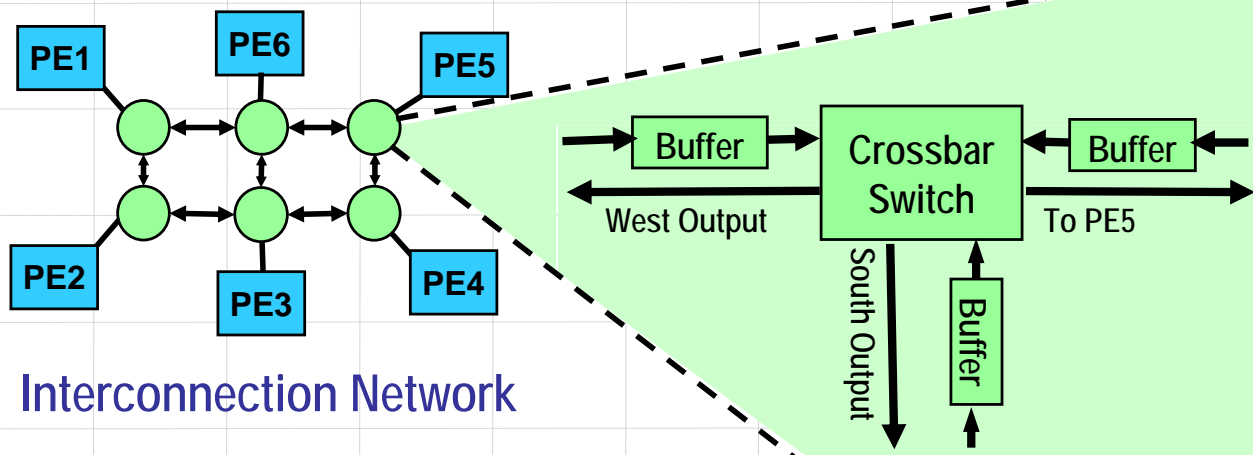 PE1
PE6
PE5
PE2
PE3
PE4
Interconnection Network
Buffer
Crossbar
Switch
Buffer
West Output
To PE5
South Output
Buffer